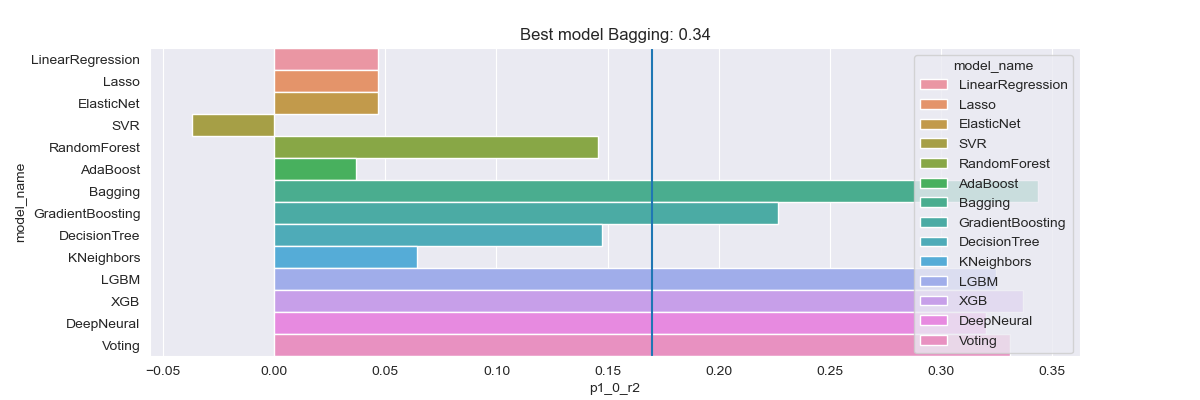 Best model Bagging: 0.34
model_name
LinearRegression
Lasso
ElasticNet
SVR
RandomForest
AdaBoost
Bagging
GradientBoosting
DecisionTree
KNeighbors
LGBM
XGB
DeepNeural
Voting
−0.05 0.00 0.05 0.10 0.15 0.20 0.25 0.30 0.35
p1_0_r2
model_name
LinearRegression
Lasso
ElasticNet
SVR
RandomForest
AdaBoost
Bagging
GradientBoosting
DecisionTree
KNeighbors
LGBM
XGB
DeepNeural
Voting